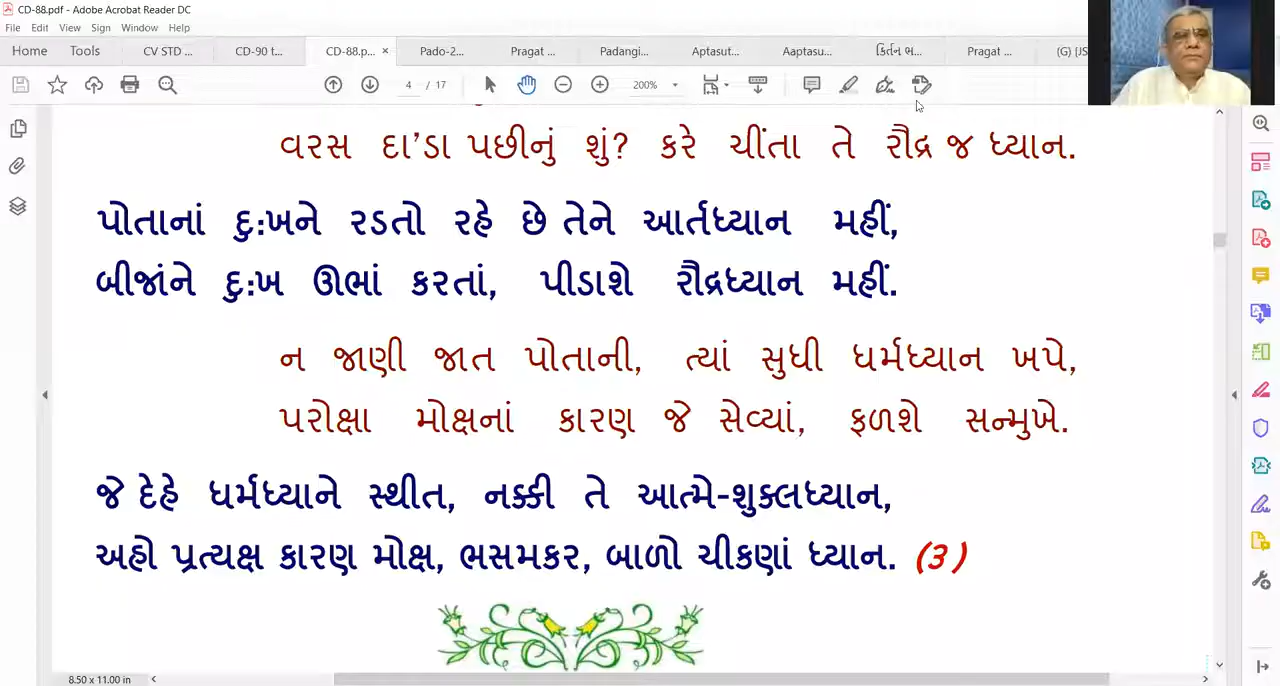 CD-88.pdf - Adobe Acrobat Reader DC
File Edit View Sign Window Help
Home Tools CV STD ... CD-90 t... CD-88.p... × Pado-2... Pragat ... Padangi... Aptasut... Aaptasu... કિર્તન ભ... Pragat ... (G) [JS
4 / 17 200%
વરસ દા’ડા પછીનું શું? કરે ચીંતા તે રૌદ્ર જ ધ્યાન.
પોતાનાં દુ:ખને રડતો રહે છે તેને આર્તધ્યાન મહીં,
બીજાંને દુ:ખ ઊભાં કરતાં, પીડાશે રૌદ્રધ્યાન મહીં.
ન જાણી જાત પોતાની, ત્યાં સુધી ધર્મધ્યાન ખપે,
પરોક્ષા મોક્ષનાં કારણ જે સેવ્યાં, ફળશે સન્મુખે.
જે દેહે ધર્મધ્યાને સ્થીત, નક્કી તે આત્મે-શુક્લધ્યાન,
અહો પ્રત્યક્ષ કારણ મોક્ષ, ભસમકર, બાળો ચીકણાં ધ્યાન. (3)
8.50 x 11.00 in